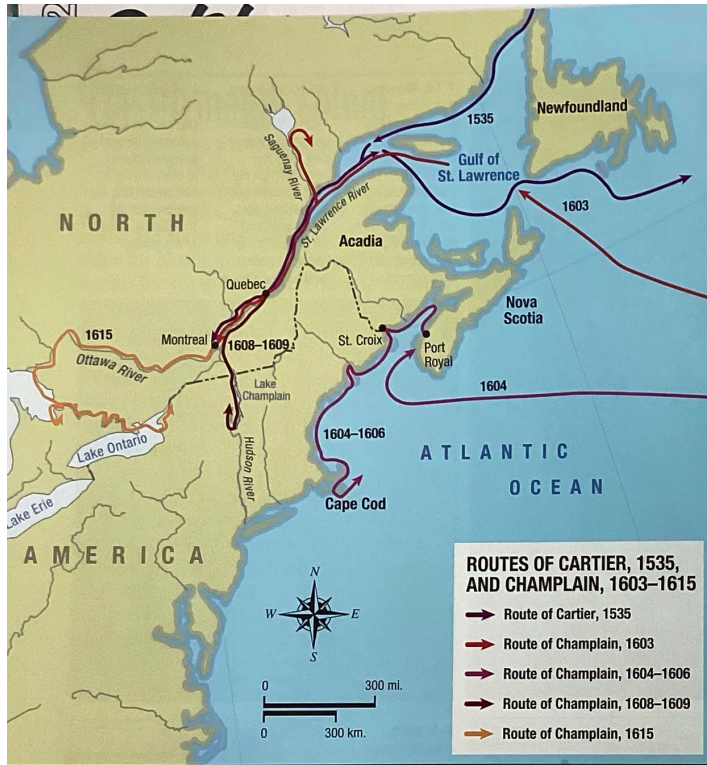 1535
Newfoundland
Gulf of
St. Lawrence
1603
Saguenay River
St. Lawrence River
NORTH
Acadia
Quebec
Nova
Scotia
1615
Montreal
1608–1609
St. Croix
Port
Royal
Ottawa River
Lake
Champlain
1604
Lake Ontario
Hudson River
1604–1606
ATLANTIC
OCEAN
Lake Erie
Cape Cod
AMERICA
N
W
E
S
0
300 mi.
0
300 km.
ROUTES OF CARTIER, 1535,
AND CHAMPLAIN, 1603–1615
Route of Cartier, 1535
Route of Champlain, 1603
Route of Champlain, 1604–1606
Route of Champlain, 1608–1609
Route of Champlain, 1615